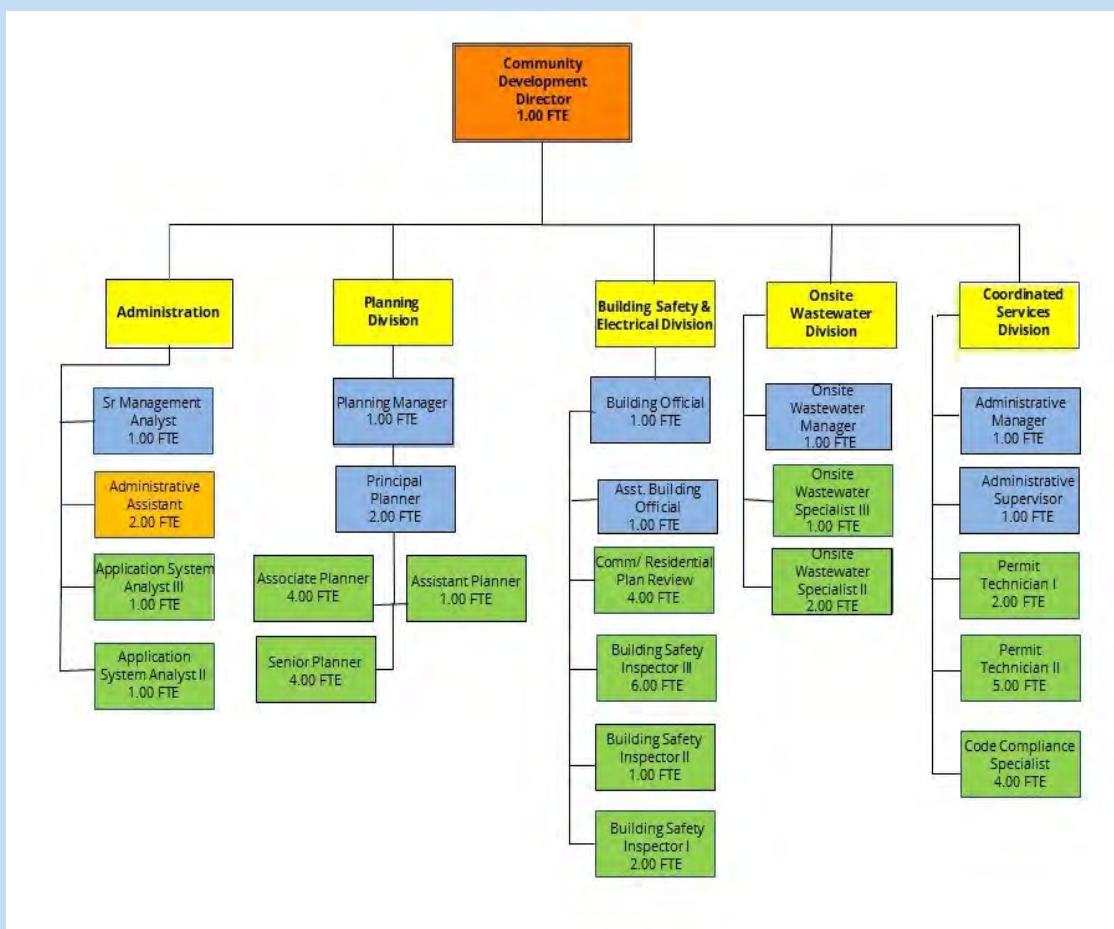 Community
Development
Director
1.00 FTE
Administration
Sr Management
Analyst
1.00 FTE
Administrative
Assistant
2.00 FTE
Application System
Analyst III
1.00 FTE
Application
System Analyst II
1.00 FTE
Planning
Division
Planning Manager
1.00 FTE
Principal
Planner
2.00 FTE
Associate Planner
4.00 FTE
Assistant Planner
1.00 FTE
Senior Planner
4.00 FTE
Building Safety &
Electrical Division
Building Official
1.00 FTE
Asst. Building
Official
1.00 FTE
Comm/ Residential
Plan Review
4.00 FTE
Building Safety
Inspector III
6.00 FTE
Building Safety
Inspector II
1.00 FTE
Building Safety
Inspector I
2.00 FTE
Onsite
Wastewater
Division
Onsite
Wastewater
Manager
1.00 FTE
Onsite
Wastewater
Specialist III
1.00 FTE
Onsite
Wastewater
Specialist II
2.00 FTE
Coordinated
Services
Division
Administrative
Manager
1.00 FTE
Administrative
Supervisor
1.00 FTE
Permit
Technician I
2.00 FTE
Permit
Technician II
5.00 FTE
Code Compliance
Specialist
4.00 FTE